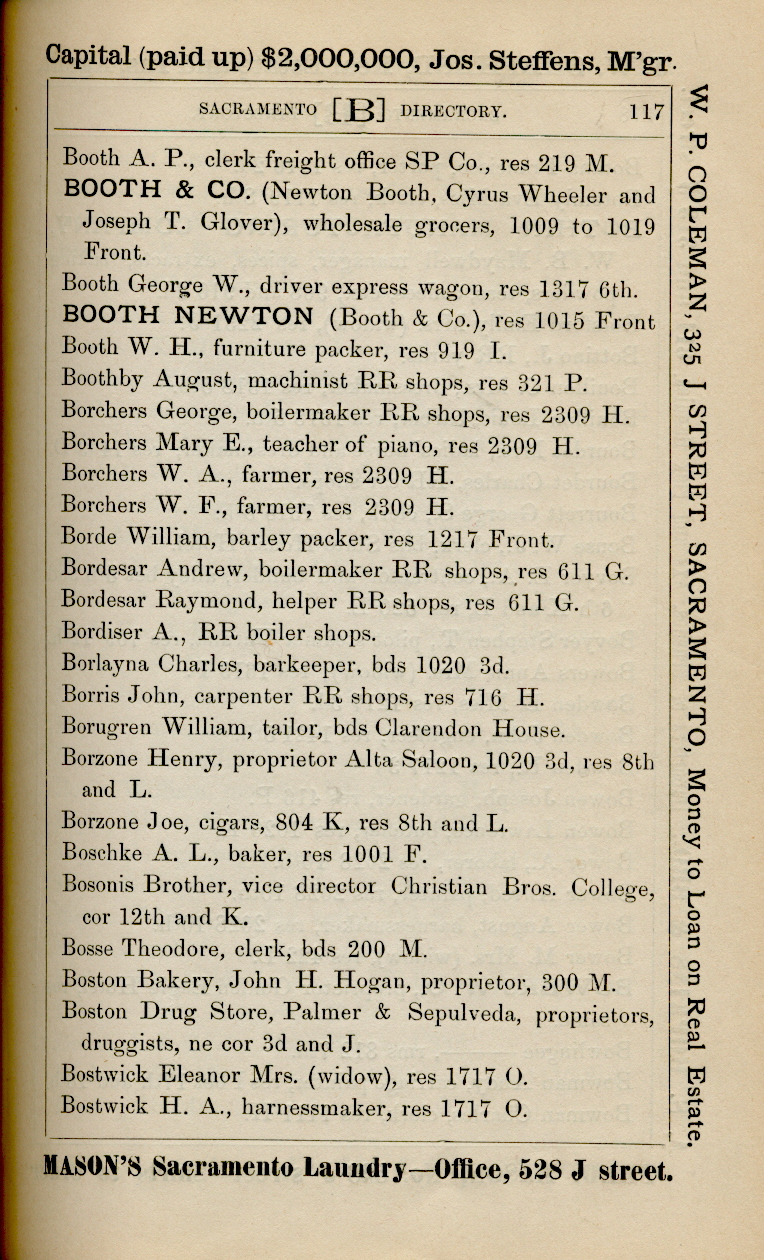 Capital (paid up) $2,000,000, Jos. Steffens, M'gr.
SACRAMENTO [B] DIRECTORY. 117
Booth A. P., clerk freight office SP Co., res 219 M.
BOOTH & CO. (Newton Booth, Cyrus Wheeler and
Joseph T. Glover), wholesale grocers, 1009 to 1019
Front.
Booth George W., driver express wagon, res 1317 6th.
BOOTH NEWTON (Booth & Co.), res 1015 Front
Booth W. H., furniture packer, res 919 I.
Boothby August, machinist RR shops, res 321 P.
Borchers George, boilermaker RR shops, res 2309 H.
Borchers Mary E., teacher of piano, res 2309 H.
Borchers W. A., farmer, res 2309 H.
Borchers W. F., farmer, res 2309 H.
Borde William, barley packer, res 1217 Front.
Bordesar Andrew, boilermaker RR shops, res 611 G.
Bordesar Raymond, helper RR shops, res 611 G.
Bordiser A., RR boiler shops.
Borlayna Charles, barkeeper, bds 1020 3d.
Borris John, carpenter RR shops, res 716 H.
Borugren William, tailor, bds Clarendon House.
Borzone Henry, proprietor Alta Saloon, 1020 3d, res 8th
and L.
Borzone Joe, cigars, 804 K, res 8th and L.
Boschke A. L., baker, res 1001 F.
Bosonis Brother, vice director Christian Bros. College,
cor 12th and K.
Bosse Theodore, clerk, bds 200 M.
Boston Bakery, John H. Hogan, proprietor, 300 M.
Boston Drug Store, Palmer & Sepulveda, proprietors,
druggists, ne cor 3d and J.
Bostwick Eleanor Mrs. (widow), res 1717 O.
Bostwick H. A., harnessmaker, res 1717 O.
MASON'S Sacramento Laundry—Office, 528 J street.
W. P. COLEMAN, 325 J STREET, SACRAMENTO, Money to Loan on Real Estate.